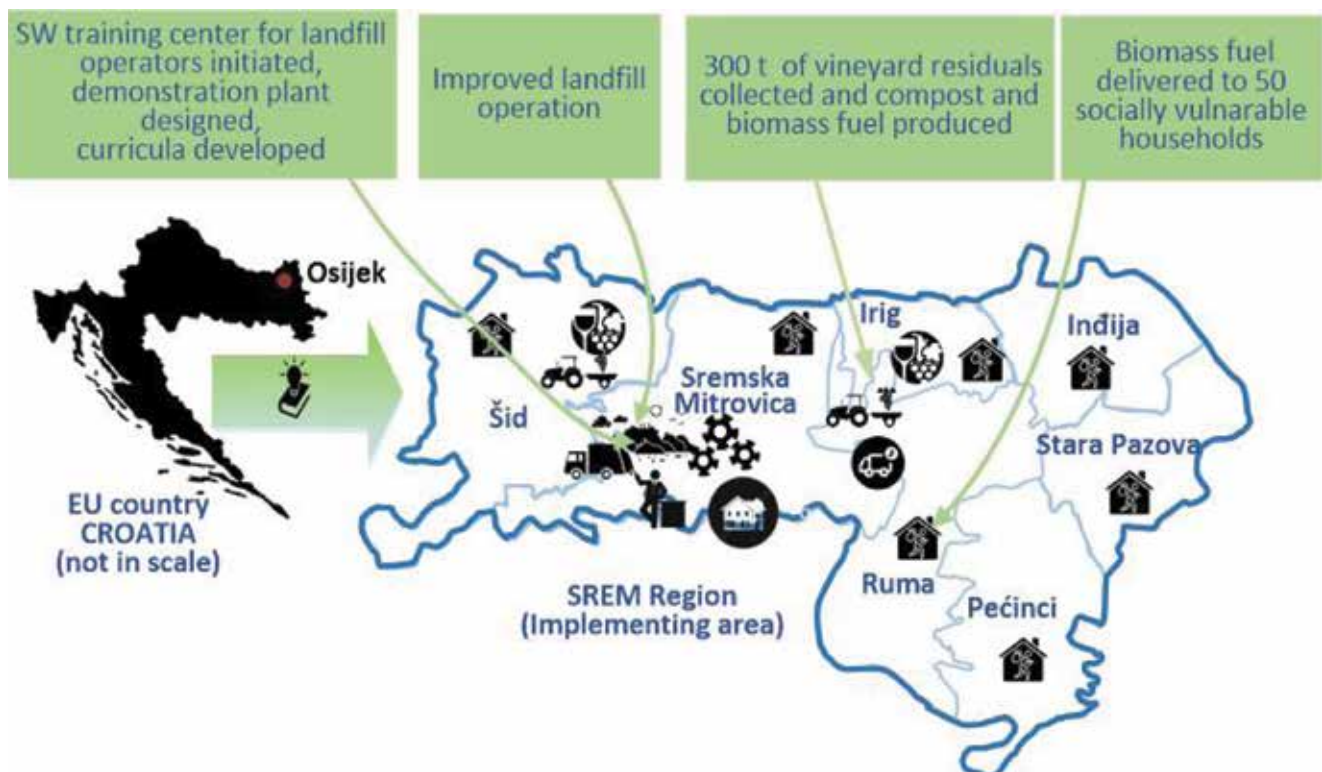 SW training center for landfill
operators initiated,
demonstration plant
designed,
curricula developed
Improved landfill
operation
300 t of vineyard residuals
collected and compost and
biomass fuel produced
Biomass fuel
delivered to 50
socially vulnarable
households
Osijek
EU country
CROATIA
(not in scale)
Šid
Sremska
Mitrovica
Irig
Inđija
Stara Pazova
Ruma
Pećinci
SREM Region
(Implementing area)